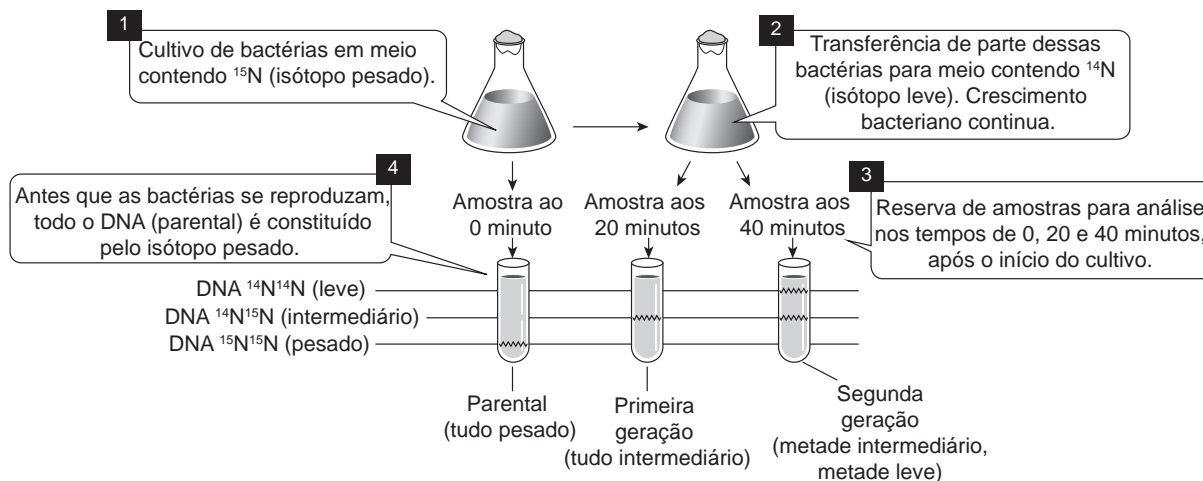 1
Cultivo de bactérias em meio
contendo ¹⁵N (isótopo pesado).
2
Transferência de parte dessas
bactérias para meio contendo ¹⁴N
(isótopo leve). Crescimento
bacteriano continua.
4
Antes que as bactérias se reproduzam,
todo o DNA (parental) é constituído
pelo isótopo pesado.
Amostra ao
0 minuto
Amostra aos
20 minutos
Amostra aos
40 minutos
3
Reserva de amostras para análise
nos tempos de 0, 20 e 40 minutos,
após o início do cultivo.
DNA ¹⁴N¹⁴N (leve)
DNA ¹⁴N¹⁵N (intermediário)
DNA ¹⁵N¹⁵N (pesado)
Parental
(tudo pesado)
Primeira
geração
(tudo intermediário)
Segunda
geração
(metade intermediário,
metade leve)